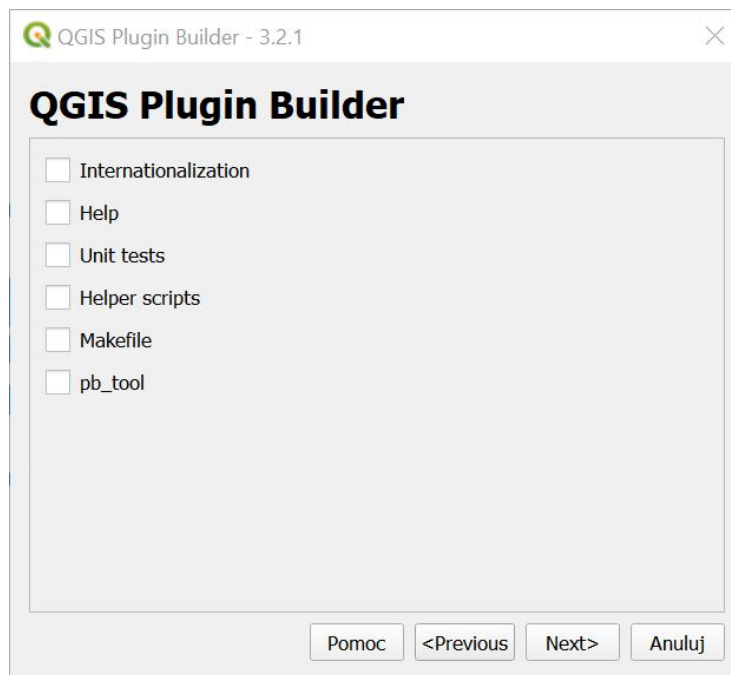 QGIS Plugin Builder - 3.2.1
QGIS Plugin Builder
Internationalization
Help
Unit tests
Helper scripts
Makefile
pb_tool
Pomoc <Previous Next> Anuluj